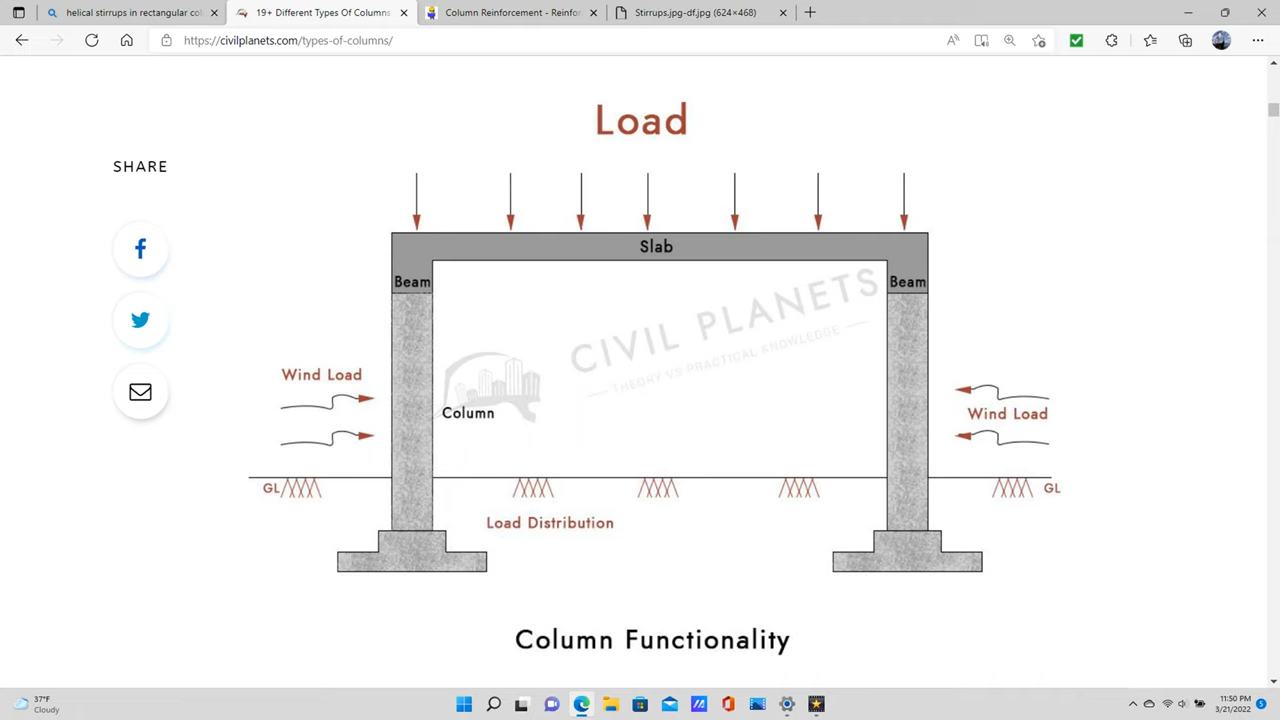 helical stirrups in rectangular co
19+ Different Types Of Columns
Column Reinforcement - Reinfor
Stirrups.jpg-df.jpg (624×468)
https://civilplanets.com/types-of-columns/
Load
SHARE
Slab
Beam
Beam
CIVIL PLANETS
THEORY VS PRACTICAL KNOWLEDGE
Wind Load
Column
Wind Load
GL
GL
Load Distribution
Column Functionality
37°F
Cloudy
11:50 PM
3/21/2022
5